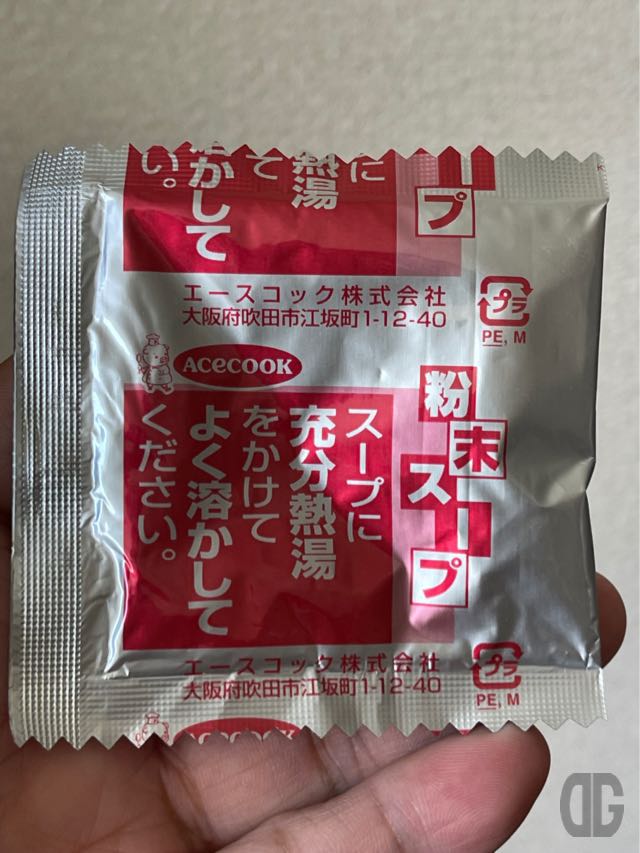 に
熱湯
て
溶かして
い。
プ
エースコック株式会社
大阪府吹田市江坂町1-12-40
プラ
PE, M
ACECOOK
粉末スープ
スープに
充分熱湯
をかけて
よく溶かして
ください。
エースコック株式会社
大阪府吹田市江坂町1-12-40
プラ
PE, M
ACECOOK
DG